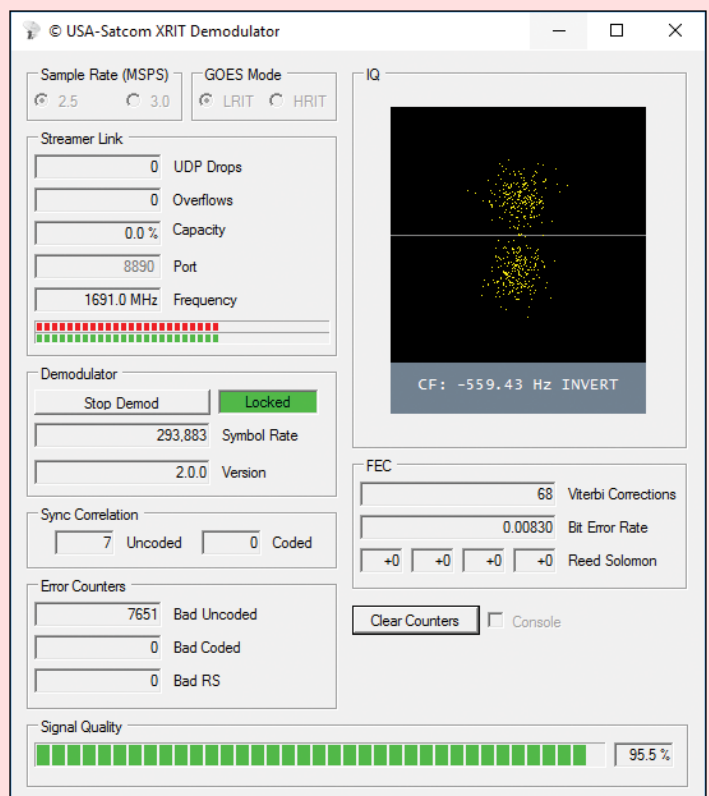 © USA-Satcom XRIT Demodulator
Sample Rate (MSPS)
2.5 3.0
GOES Mode
LRIT HRIT
Streamer Link
0 UDP Drops
0 Overflows
0.0 % Capacity
8890 Port
1691.0 MHz Frequency
Demodulator
Stop Demod Locked
293,883 Symbol Rate
2.0.0 Version
Sync Correlation
7 Uncoded 0 Coded
Error Counters
7651 Bad Uncoded
0 Bad Coded
0 Bad RS
IQ
CF: -559.43 Hz INVERT
FEC
68 Viterbi Corrections
0.00830 Bit Error Rate
+0 +0 +0 +0 Reed Solomon
Clear Counters Console
Signal Quality
95.5 %